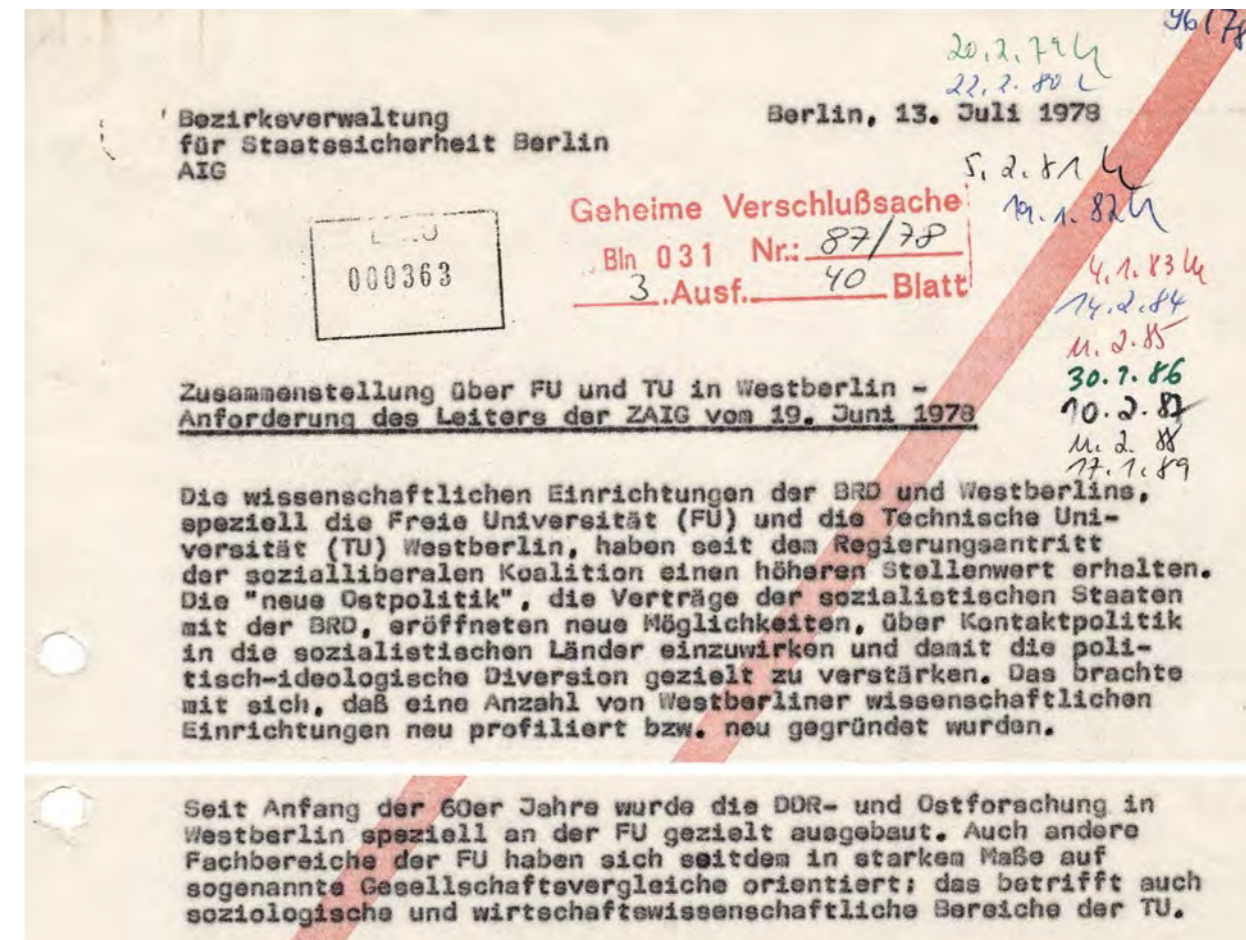 96/78
20.2.79
22.2.80
Bezirksverwaltung
für Staatssicherheit Berlin
AIG
Berlin, 13. Juli 1978
5.2.81
19.1.82
000363
Geheime Verschlußsache
Bln 031 Nr.: 87/78
3.Ausf. 40 Blatt
4.1.83
14.2.84
11.2.85
30.1.86
10.2.87
11.2.88
17.1.89
Zusammenstellung über FU und TU in Westberlin -
Anforderung des Leiters der ZAIG vom 19. Juni 1978
Die wissenschaftlichen Einrichtungen der BRD und Westberlins,
speziell die Freie Universität (FU) und die Technische Uni-
versität (TU) Westberlin, haben seit dem Regierungsantritt
der sozialliberalen Koalition einen höheren Stellenwert erhalten.
Die "neue Ostpolitik", die Verträge der sozialistischen Staaten
mit der BRD, eröffneten neue Möglichkeiten, über Kontaktpolitik
in die sozialistischen Länder einzuwirken und damit die poli-
tisch-ideologische Diversion gezielt zu verstärken. Das brachte
mit sich, daß eine Anzahl von Westberliner wissenschaftlichen
Einrichtungen neu profiliert bzw. neu gegründet wurden.
Seit Anfang der 60er Jahre wurde die DDR- und Ostforschung in
Westberlin speziell an der FU gezielt ausgebaut. Auch andere
Fachbereiche der FU haben sich seitdem in starkem Maße auf
sogenannte Gesellschaftsvergleiche orientiert; das betrifft auch
soziologische und wirtschaftswissenschaftliche Bereiche der TU.